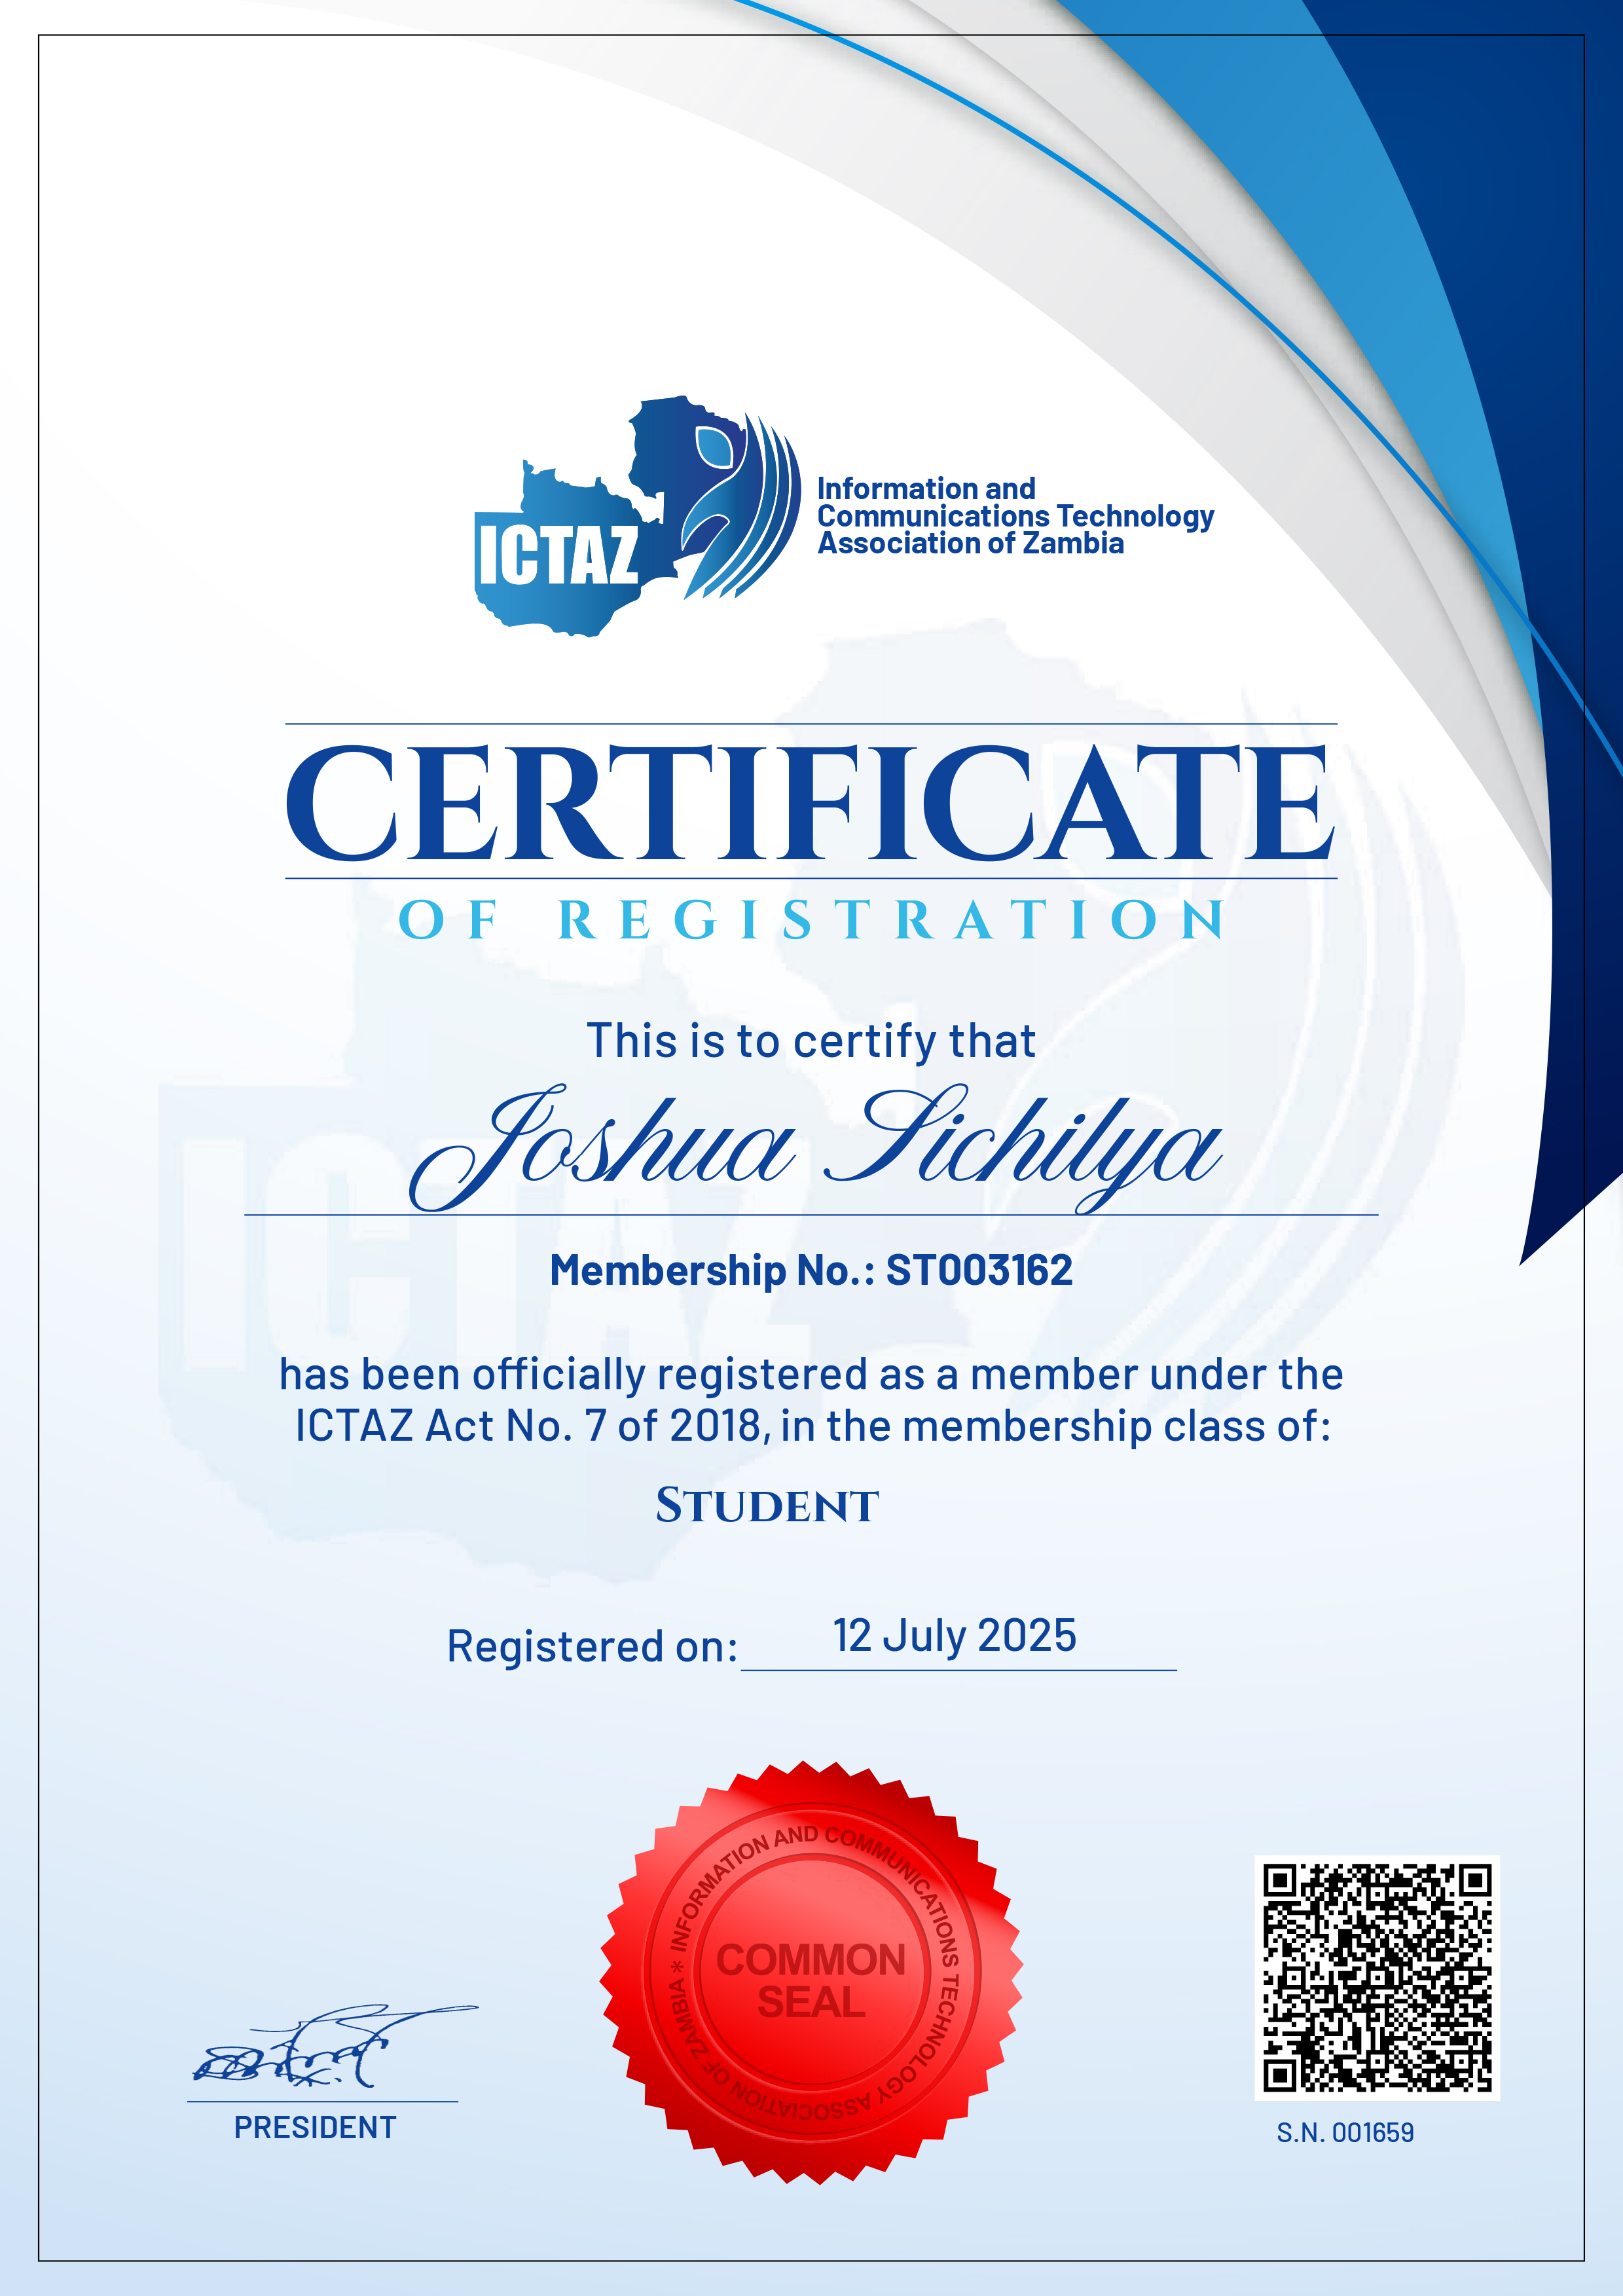 ICTAZ
Information and
Communications Technology
Association of Zambia
CERTIFICATE
OF REGISTRATION
This is to certify that
Joshua Sichilya
Membership No.: ST003162
has been officially registered as a member under the
ICTAZ Act No. 7 of 2018, in the membership class of:
STUDENT
Registered on: 12 July 2025
* INFORMATION AND COMMUNICATIONS TECHNOLOGY ASSOCIATION OF ZAMBIA
COMMON
SEAL
PRESIDENT
S.N. 001659